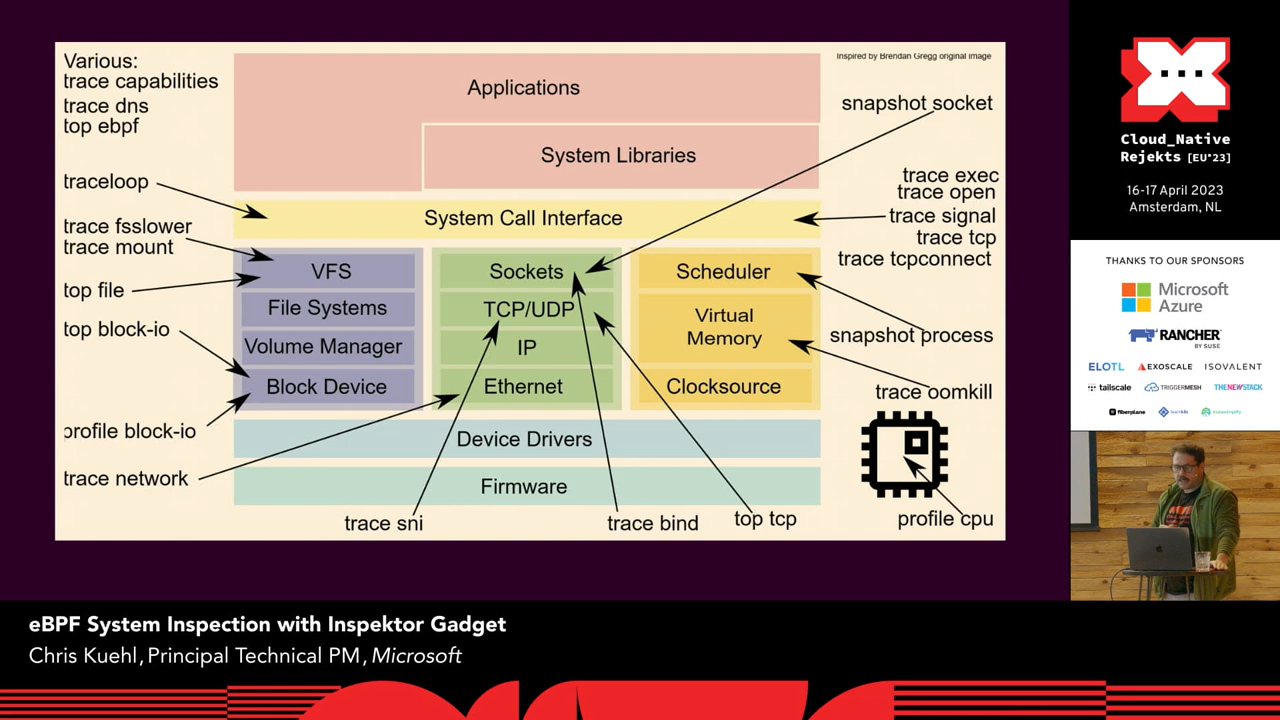 Various:
trace capabilities
trace dns
top ebpf
traceloop
trace fsslower
trace mount
top file
top block-io
profile block-io
trace network
Applications
System Libraries
System Call Interface
VFS
File Systems
Volume Manager
Block Device
Sockets
TCP/UDP
IP
Ethernet
Scheduler
Virtual
Memory
Clocksource
Device Drivers
Firmware
trace sni
trace bind
top tcp
Inspired by Brendan Gregg original image
snapshot socket
trace exec
trace open
trace signal
trace tcp
trace tcpconnect
snapshot process
trace oomkill
profile cpu
Cloud_Native
Rejekts [EU'23]
16-17 April 2023
Amsterdam, NL
THANKS TO OUR SPONSORS
Microsoft
Azure
RANCHER
BY SUSE
ELOTL
EXOSCALE
ISOVALENT
tailscale
TRIGGERMESH
THENEWSTACK
fiberplane
eBPF System Inspection with Inspektor Gadget
Chris Kuehl, Principal Technical PM, Microsoft